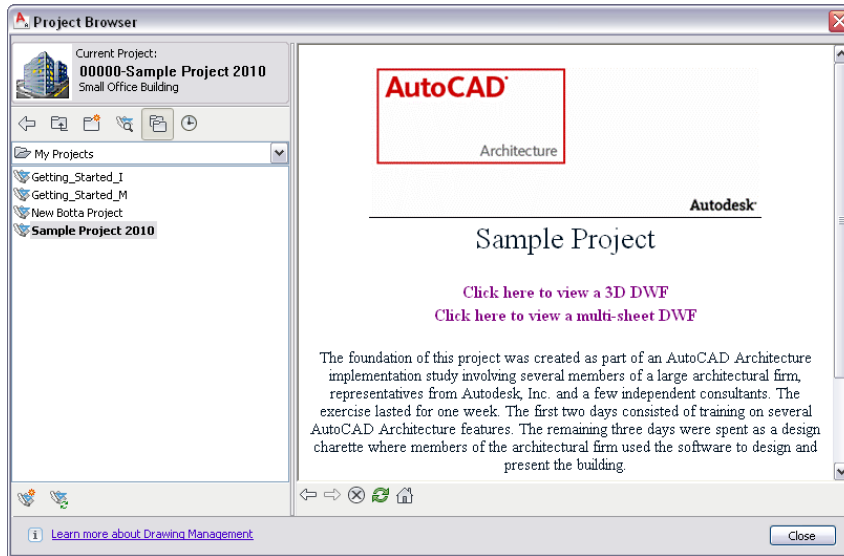 Project Browser
Current Project:
00000-Sample Project 2010
Small Office Building
My Projects
Getting_Started_I
Getting_Started_M
New Botta Project
Sample Project 2010
AutoCAD
Architecture
Autodesk
Sample Project
Click here to view a 3D DWF
Click here to view a multi-sheet DWF
The foundation of this project was created as part of an AutoCAD Architecture
implementation study involving several members of a large architectural firm,
representatives from Autodesk, Inc. and a few independent consultants. The
exercise lasted for one week. The first two days consisted of training on several
AutoCAD Architecture features. The remaining three days were spent as a design
charette where members of the architectural firm used the software to design and
present the building.
Learn more about Drawing Management
Close